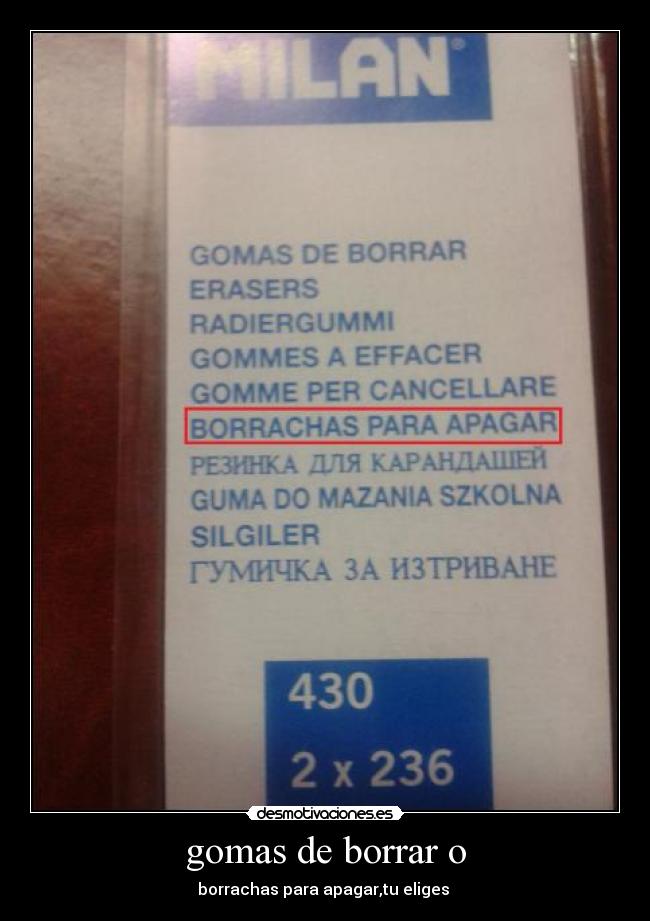 MILAN®
GOMAS DE BORRAR
ERASERS
RADIERGUMMI
GOMMES A EFFACER
GOMME PER CANCELLARE
BORRACHAS PARA APAGAR
РЕЗИНКА ДЛЯ КАРАНДАШЕЙ
GUMA DO MAZANIA SZKOLNA
SILGILER
ГУМИЧКА ЗА ИЗТРИВАНЕ
430
2 x 236
desmotivaciones.es
gomas de borrar o
borrachas para apagar,tu eliges